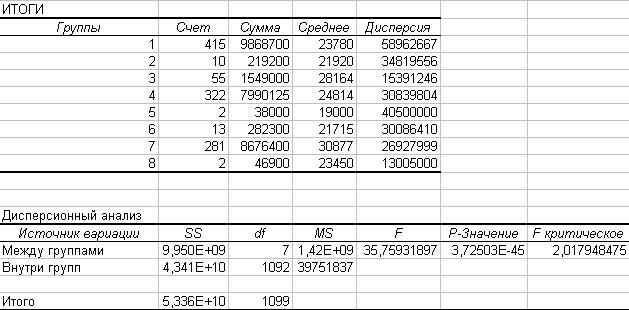 ИТОГИ
Группы Счет Сумма Среднее Дисперсия
1 415 9868700 23780 58962667
2 10 219200 21920 34819556
3 55 1549000 28164 15391246
4 322 7990125 24814 30839804
5 2 38000 19000 40500000
6 13 282300 21715 30086410
7 281 8676400 30877 26927999
8 2 46900 23450 13005000
Дисперсионный анализ
Источник вариации SS df MS F P-Значение F критическое
Между группами 9,950E+09 7 1,42E+09 35,75931897 3,72503E-45 2,017948475
Внутри групп 4,341E+10 1092 39751837
Итого 5,336E+10 1099